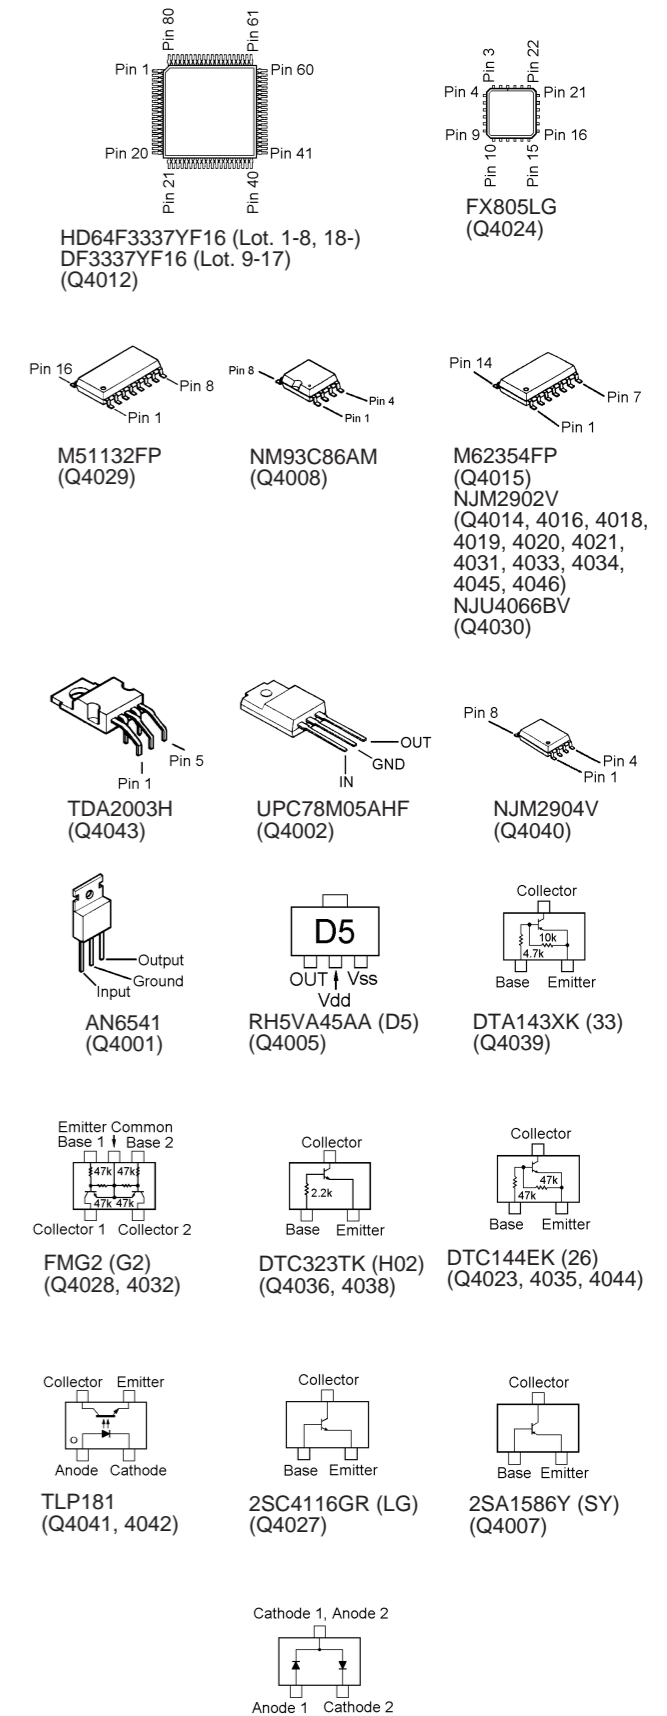 Pin 80
Pin 61
Pin 1
Pin 60
Pin 20
Pin 41
Pin 21
Pin 40
HD64F3337YF16 (Lot. 1-8, 18-)
DF3337YF16 (Lot. 9-17)
(Q4012)
Pin 3
Pin 22
Pin 4
Pin 21
Pin 9
Pin 16
Pin 10
Pin 15
FX805LG
(Q4024)
Pin 16
Pin 8
Pin 1
M51132FP
(Q4029)
Pin 8
Pin 4
Pin 1
NM93C86AM
(Q4008)
Pin 14
Pin 7
Pin 1
M62354FP
(Q4015)
NJM2902V
(Q4014, 4016, 4018,
4019, 4020, 4021,
4031, 4033, 4034,
4045, 4046)
NJU4066BV
(Q4030)
Pin 5
Pin 1
TDA2003H
(Q4043)
OUT
GND
IN
UPC78M05AHF
(Q4002)
Pin 8
Pin 4
Pin 1
NJM2904V
(Q4040)
Output
Ground
Input
AN6541
(Q4001)
D5
OUT
Vss
Vdd
RH5VA45AA (D5)
(Q4005)
Collector
10k
4.7k
Base Emitter
DTA143XK (33)
(Q4039)
Emitter Common
Base 1 Base 2
47k 47k
47k 47k
Collector 1 Collector 2
FMG2 (G2)
(Q4028, 4032)
Collector
2.2k
Base Emitter
DTC323TK (H02)
(Q4036, 4038)
Collector
47k
47k
Base Emitter
DTC144EK (26)
(Q4023, 4035, 4044)
Collector Emitter
Anode Cathode
TLP181
(Q4041, 4042)
Collector
Base Emitter
2SC4116GR (LG)
(Q4027)
Collector
Base Emitter
2SA1586Y (SY)
(Q4007)
Cathode 1, Anode 2
Anode 1 Cathode 2